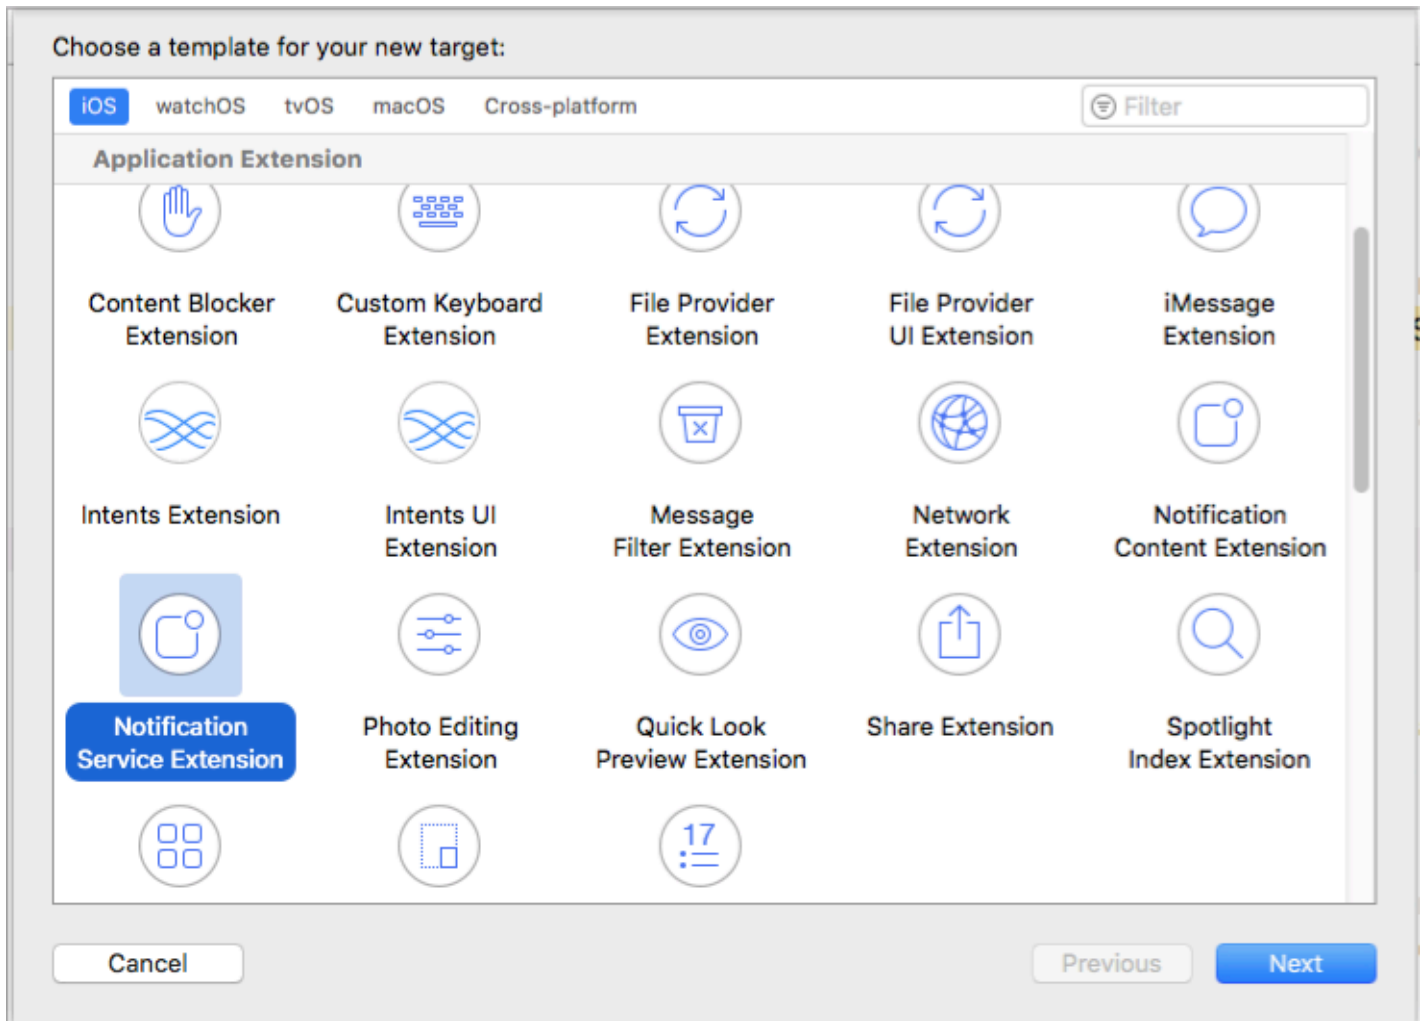 Choose a template for your new target:
iOS watchOS tvOS macOS Cross-platform Filter
Application Extension
Content Blocker Extension
Custom Keyboard Extension
File Provider Extension
File Provider UI Extension
iMessage Extension
Intents Extension
Intents UI Extension
Message Filter Extension
Network Extension
Notification Content Extension
Notification Service Extension
Photo Editing Extension
Quick Look Preview Extension
Share Extension
Spotlight Index Extension
17
Cancel Previous Next